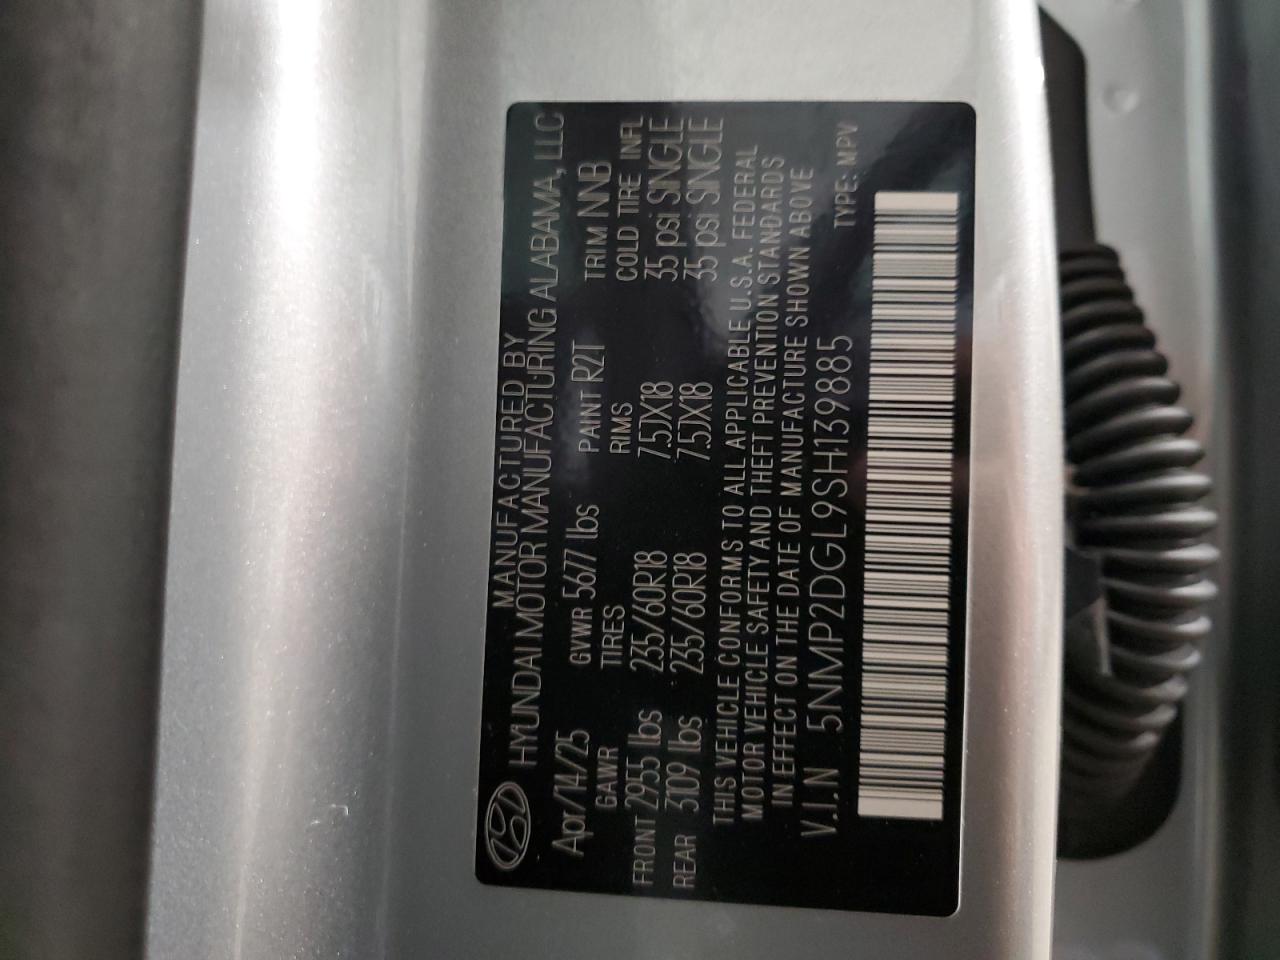 MANUFACTURED BY
HYUNDAI MOTOR MANUFACTURING ALABAMA, LLC
Apr/14/25 GVWR 5677 lbs PAINT R2T TRIM NNB
GAWR TIRES RIMS COLD TIRE INFL
FRONT 2955 lbs 235/60R18 7.5JX18 35 psi SINGLE
REAR 3109 lbs 235/60R18 7.5JX18 35 psi SINGLE
THIS VEHICLE CONFORMS TO ALL APPLICABLE U.S.A. FEDERAL
MOTOR VEHICLE SAFETY AND THEFT PREVENTION STANDARDS
IN EFFECT ON THE DATE OF MANUFACTURE SHOWN ABOVE
V.I.N 5NMP2DGL9SH139885 TYPE: MPV